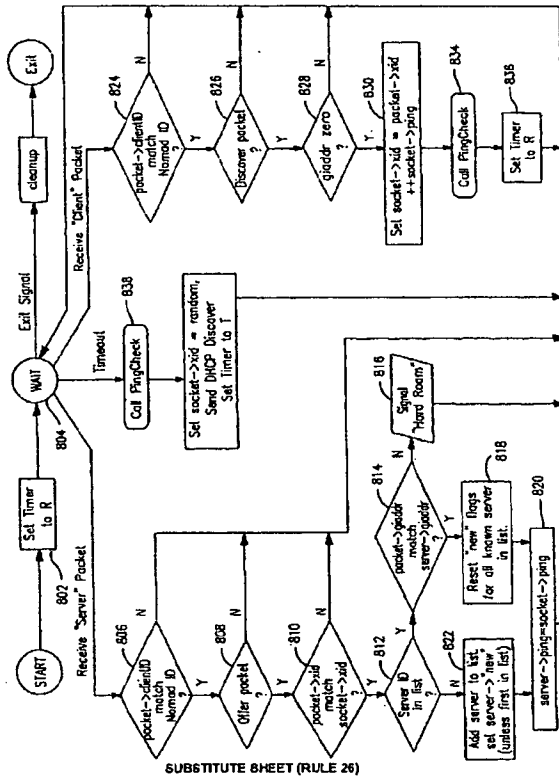 START
Set Timer
to R
802
WAIT
804
Exit Signal
cleanup
Exit
Receive "Server" Packet
Timeout
Receive "Client" Packet
806
packet->clientID
match
Nomad ID
?
N
Y
808
Offer packet
?
N
Y
810
packet->xid
match
socket->xid
?
N
Y
812
Server ID
in list
?
Y
N
822
Add server to list
set server->"new"
(unless first in list)
814
packet->giaddr
match
server->giaddr
?
N
Y
816
Signal
"Hard Roam"
818
Reset "new" flags
for all known server
in list.
820
server->ping=socket->ping
Call PingCheck
838
Set socket->xid = random,
Send DHCP Discover
Set Timer to T
824
packet->clientID
match
Nomad ID
?
N
Y
826
Discover packet
?
N
Y
828
giaddr zero
?
N
Y
830
Set socket->xid = packet->xid
++socket->ping
834
Call PingCheck
836
Set Timer
to R
SUBSTITUTE SHEET (RULE 26)